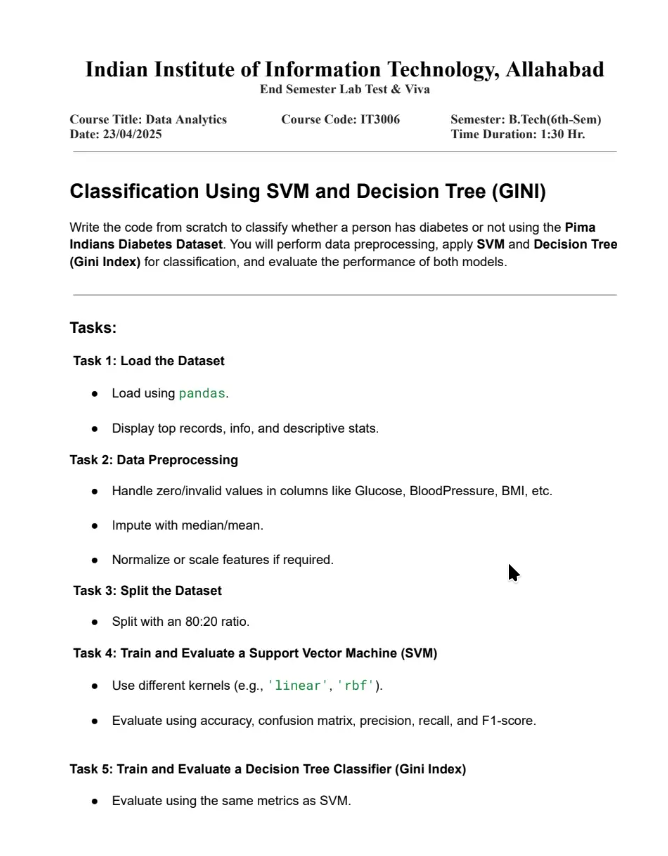 Indian Institute of Information Technology, Allahabad
End Semester Lab Test & Viva
Course Title: Data Analytics Course Code: IT3006 Semester: B.Tech(6th-Sem)
Date: 23/04/2025 Time Duration: 1:30 Hr.
Classification Using SVM and Decision Tree (GINI)
Write the code from scratch to classify whether a person has diabetes or not using the Pima
Indians Diabetes Dataset. You will perform data preprocessing, apply SVM and Decision Tree
(Gini Index) for classification, and evaluate the performance of both models.
Tasks:
Task 1: Load the Dataset
● Load using pandas.
● Display top records, info, and descriptive stats.
Task 2: Data Preprocessing
● Handle zero/invalid values in columns like Glucose, BloodPressure, BMI, etc.
● Impute with median/mean.
● Normalize or scale features if required.
Task 3: Split the Dataset
● Split with an 80:20 ratio.
Task 4: Train and Evaluate a Support Vector Machine (SVM)
● Use different kernels (e.g., 'linear', 'rbf').
● Evaluate using accuracy, confusion matrix, precision, recall, and F1-score.
Task 5: Train and Evaluate a Decision Tree Classifier (Gini Index)
● Evaluate using the same metrics as SVM.